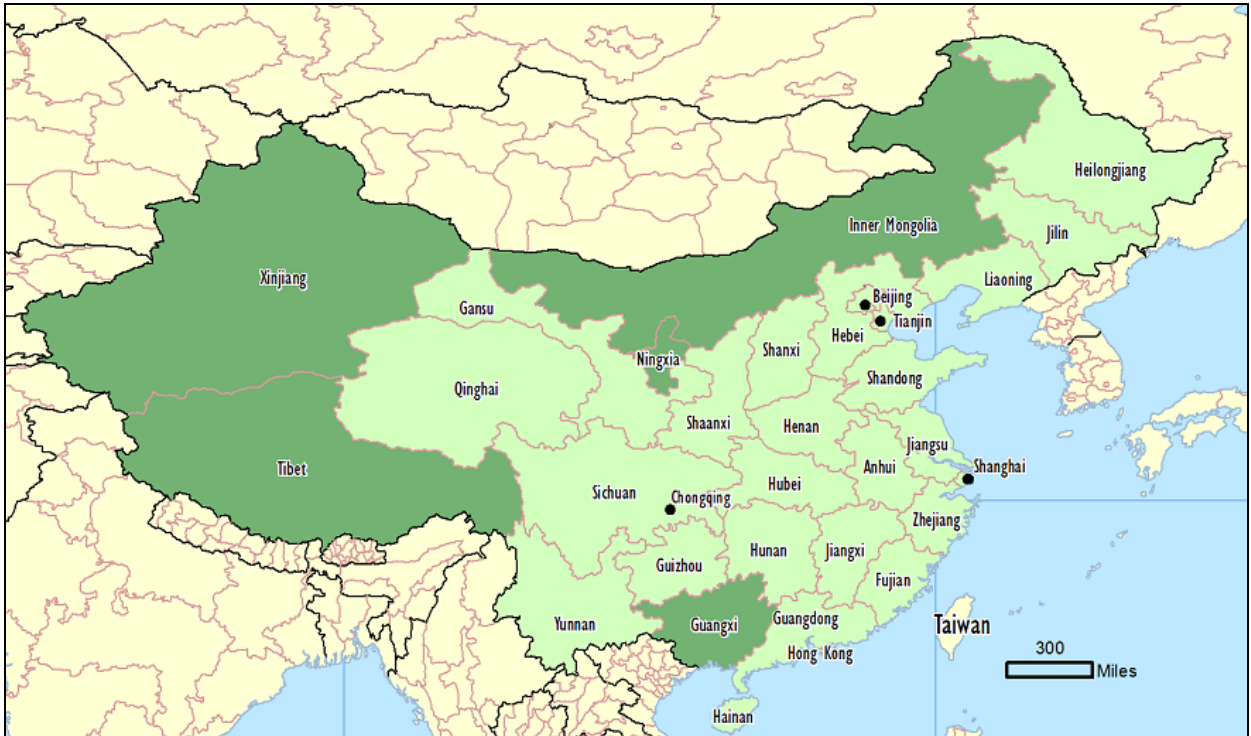 Heilongjiang
Inner Mongolia
Jilin
Xinjiang
Liaoning
Gansu
Beijing
Tianjin
Hebei
Shanxi
Ningxia
Shandong
Qinghai
Shaanxi
Henan
Jiangsu
Anhui
Shanghai
Tibet
Sichuan
Chongqing
Hubei
Zhejiang
Hunan
Jiangxi
Guizhou
Fujian
Yunnan
Guangxi
Guangdong
Taiwan
Hong Kong
300
Miles
Hainan